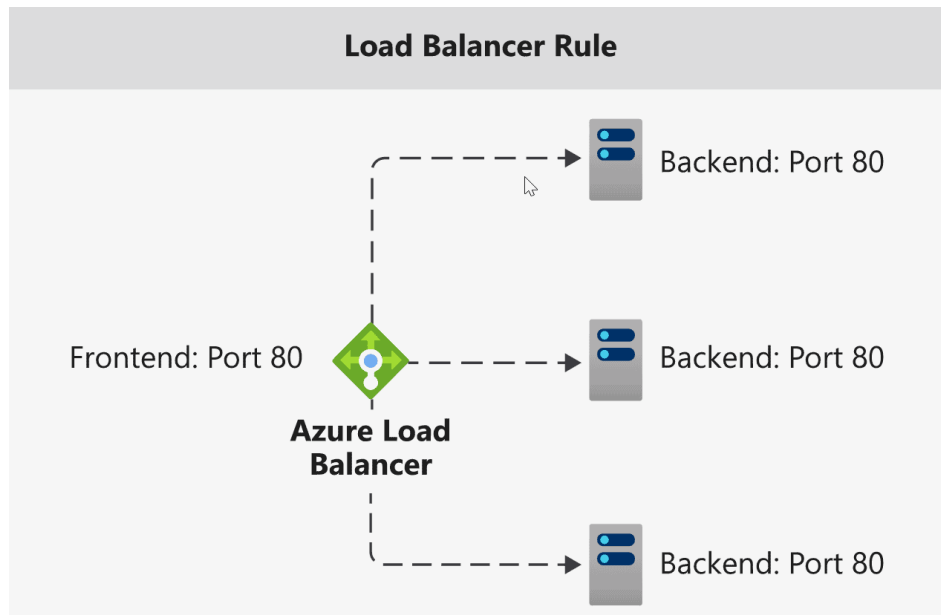 Load Balancer Rule
Backend: Port 80
Frontend: Port 80
Backend: Port 80
Azure Load
Balancer
Backend: Port 80